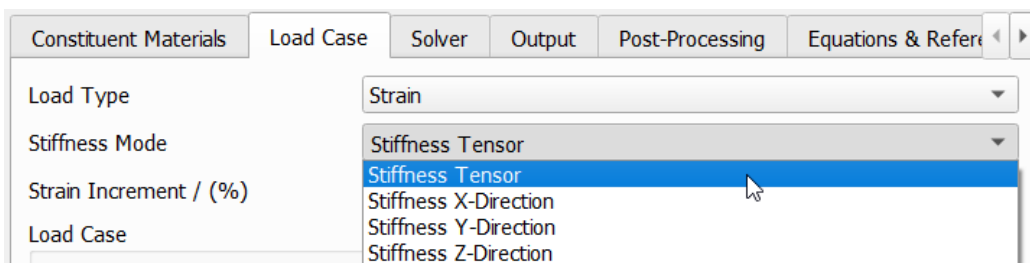 Constituent Materials Load Case Solver Output Post-Processing Equations & Refere
Load Type Strain
Stiffness Mode Stiffness Tensor
Stiffness Tensor
Strain Increment / (%)
Stiffness X-Direction
Stiffness Y-Direction
Load Case
Stiffness Z-Direction